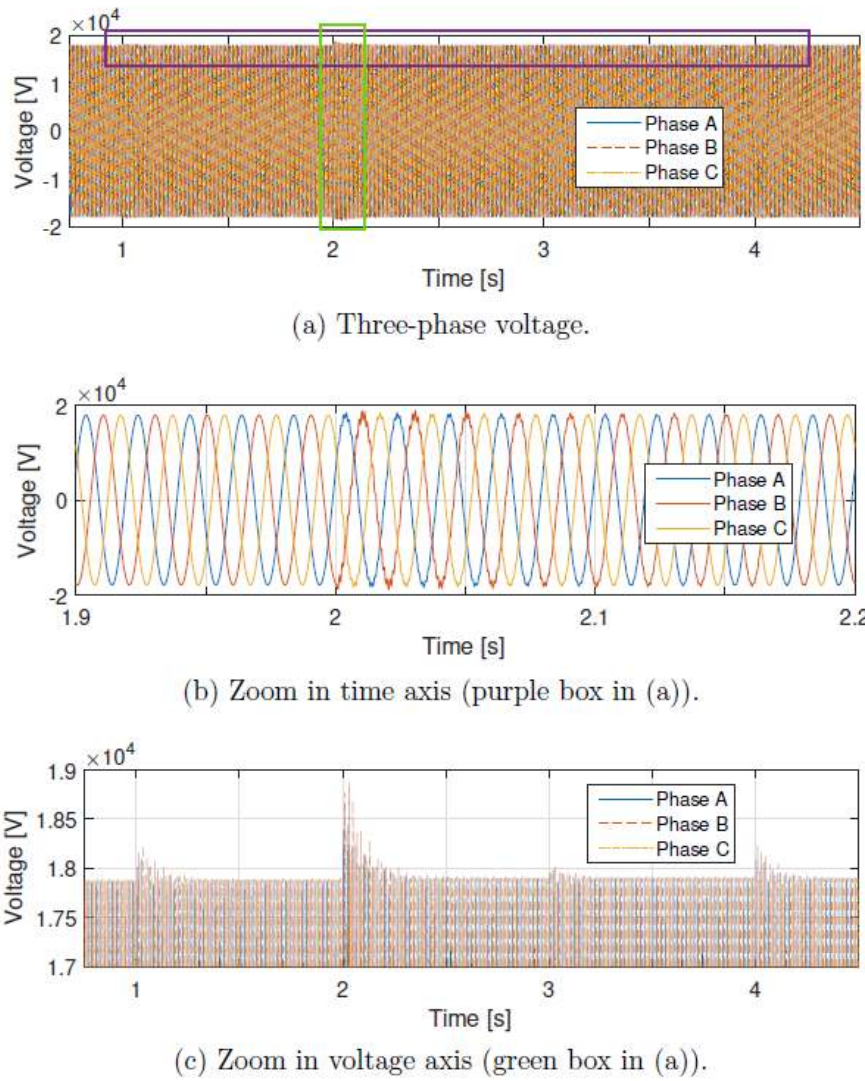 ×10⁴
2
1
0
-1
-2
Voltage [V]
Phase A
Phase B
Phase C
1 2 3 4
Time [s]
(a) Three-phase voltage.
×10⁴
2
0
-2
Voltage [V]
Phase A
Phase B
Phase C
1.9 2 2.1 2.2
Time [s]
(b) Zoom in time axis (purple box in (a)).
×10⁴
1.9
1.85
1.8
1.75
1.7
Voltage [V]
Phase A
Phase B
Phase C
1 2 3 4
Time [s]
(c) Zoom in voltage axis (green box in (a)).